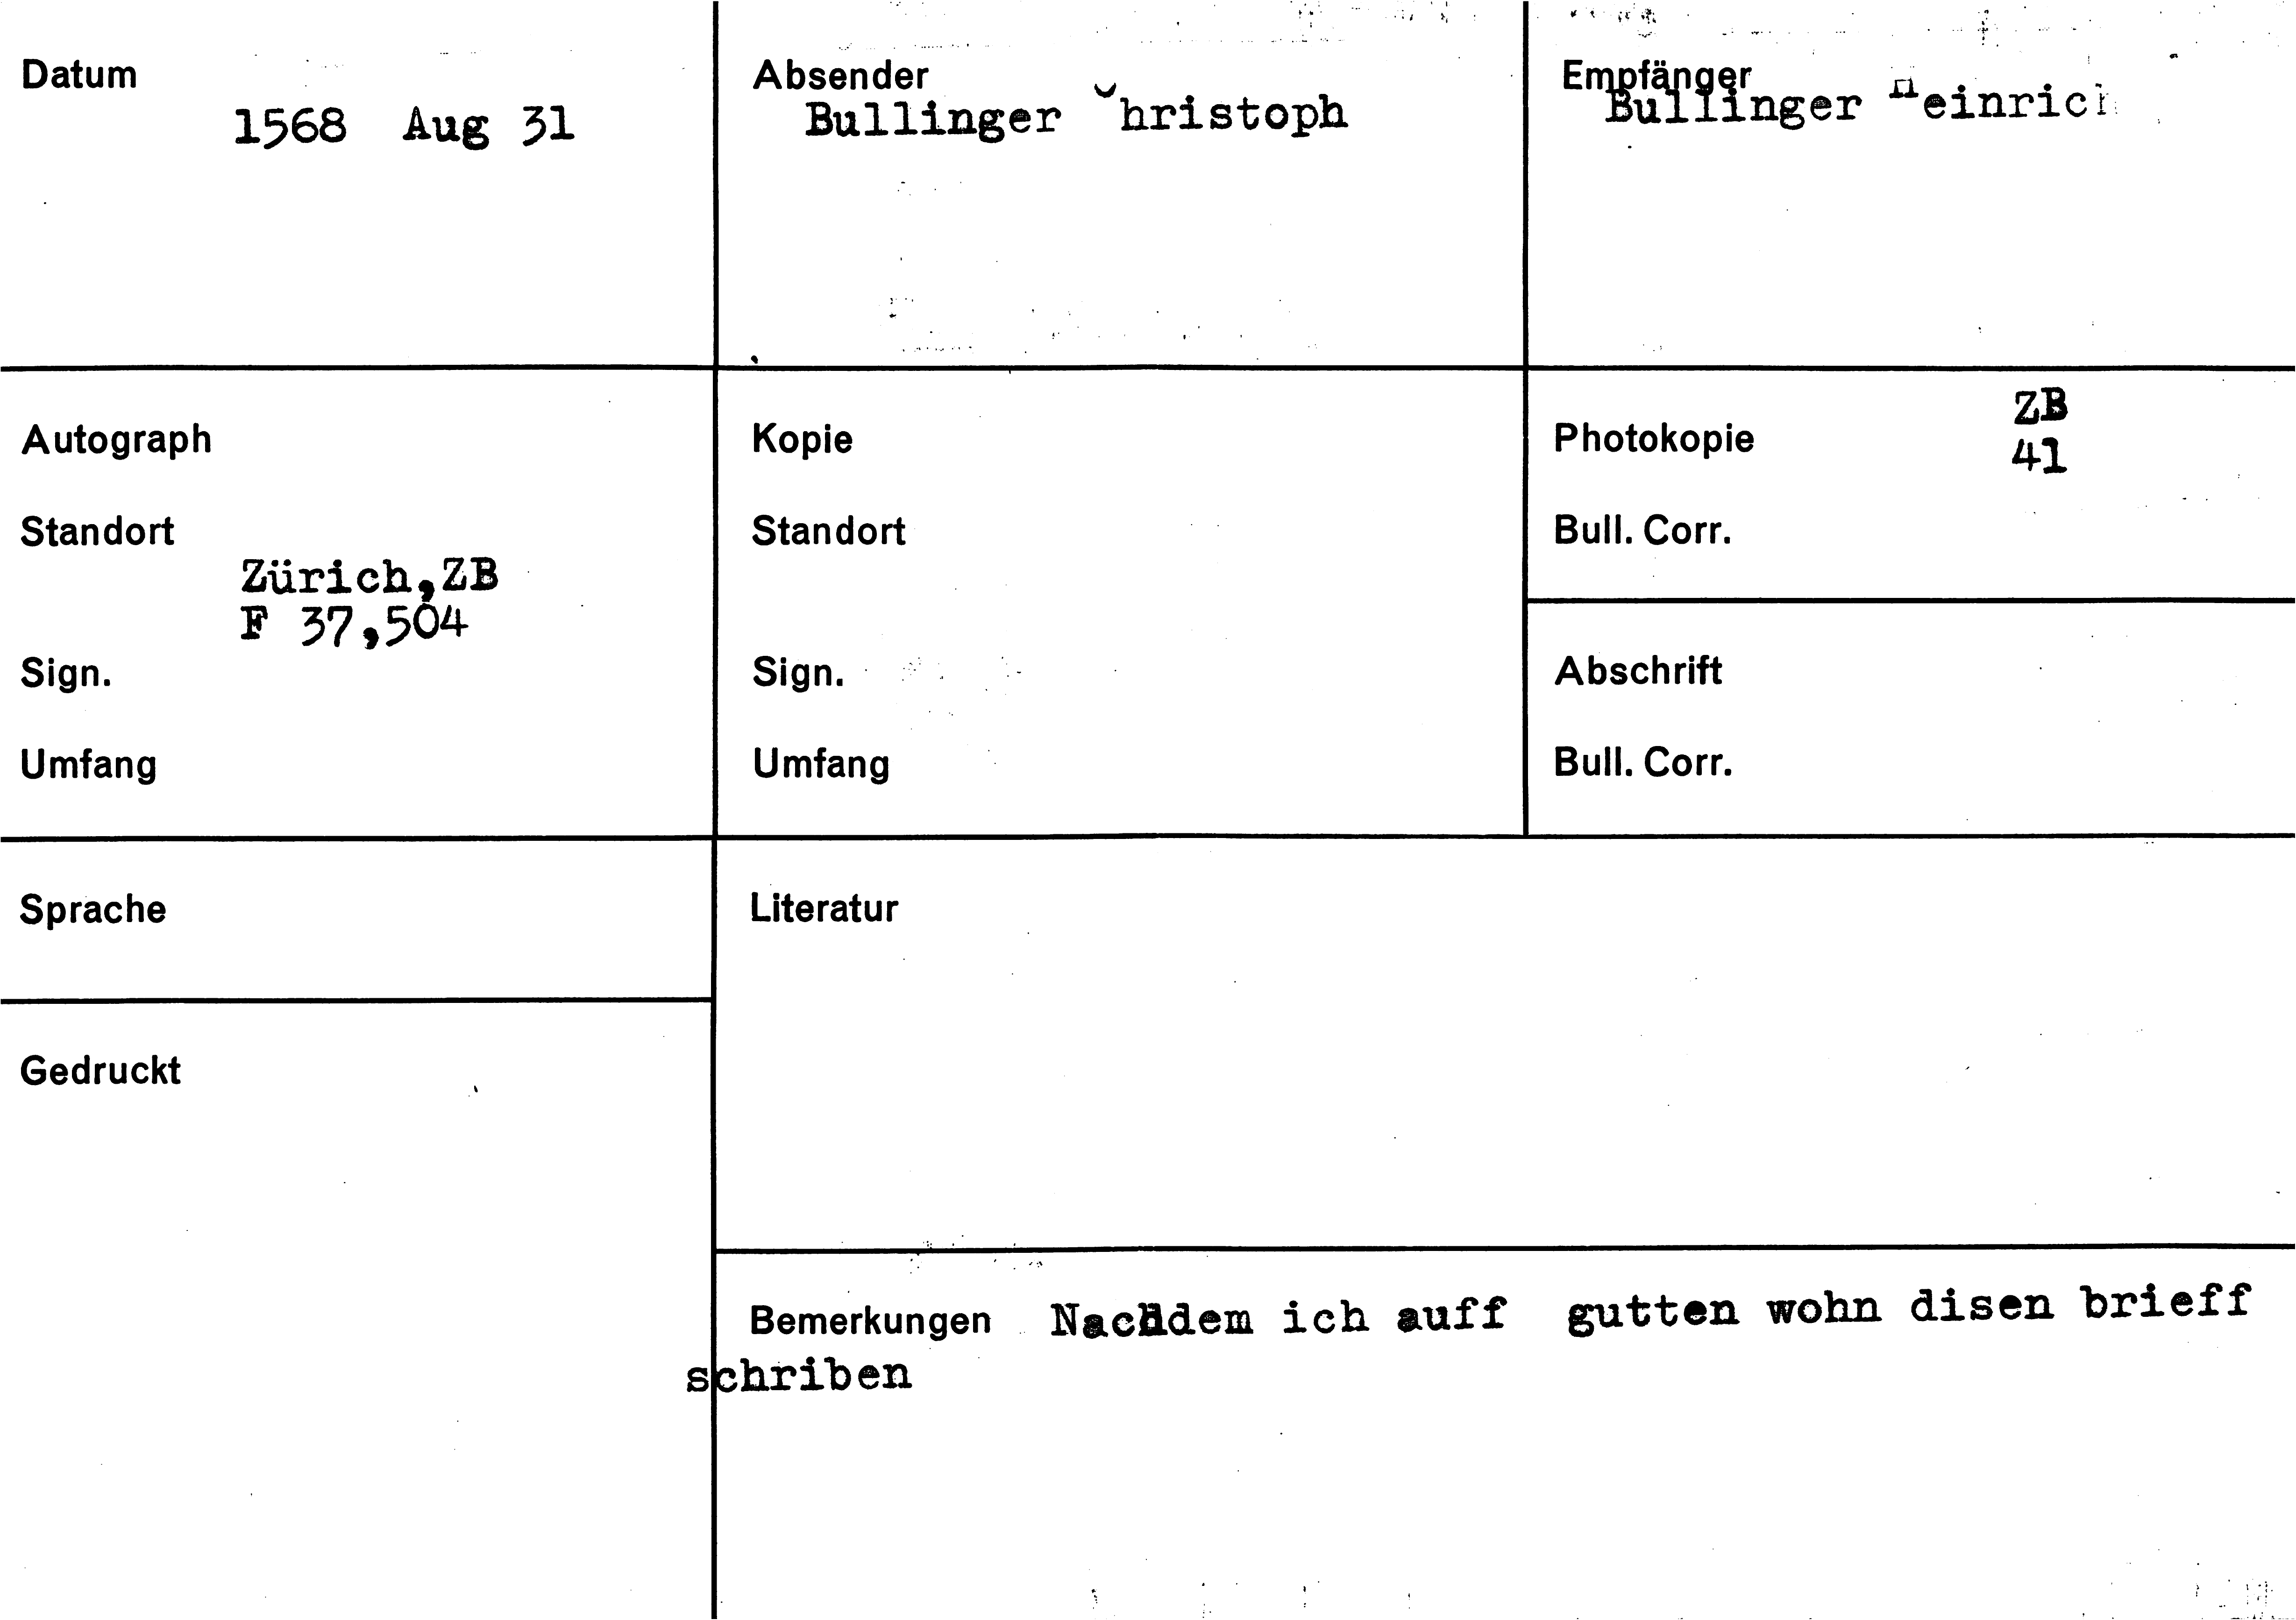 Datum
1568 Aug 31
Absender
Bullinger Christoph
Empfänger
Bullinger Heinrich
Autograph
Standort
Zürich,ZB
F 37,504
Sign.
Umfang
Kopie
Standort
Sign.
Umfang
Photokopie
ZB
41
Bull. Corr.
Abschrift
Bull. Corr.
Sprache
Literatur
Gedruckt
Bemerkungen Nachdem ich auff gutten wohn disen brieff
schriben